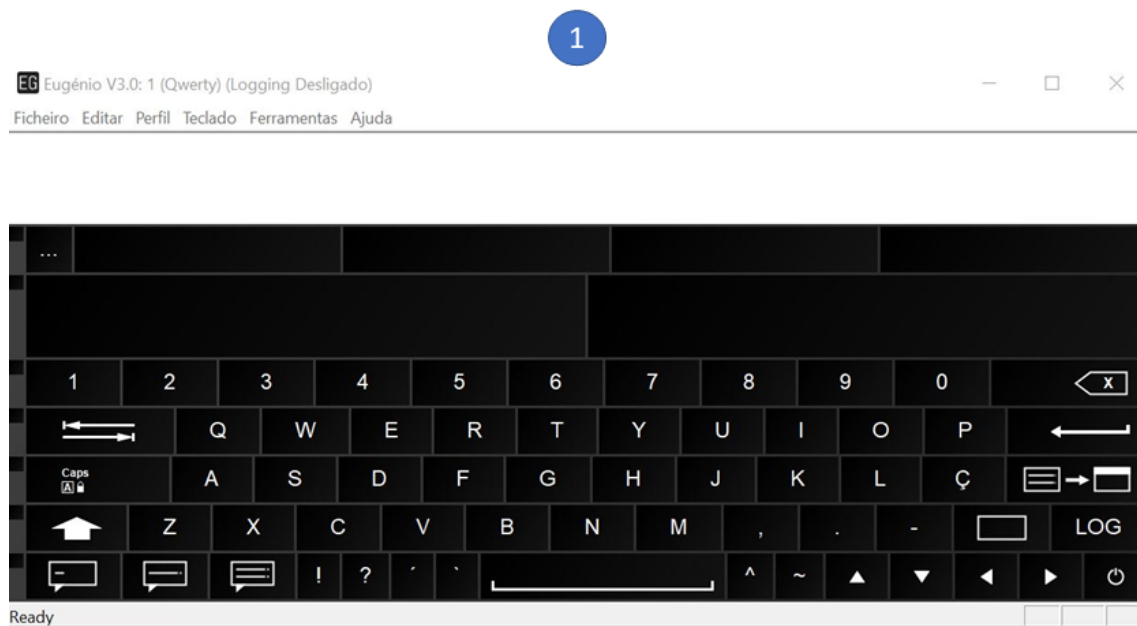 1
EG Eugénio V3.0: 1 (Qwerty) (Logging Desligado)
Ficheiro Editar Perfil Teclado Ferramentas Ajuda
...
1 2 3 4 5 6 7 8 9 0 X
Q W E R T Y U I O P
Caps
A
A S D F G H J K L Ç
Z X C V B N M , . - LOG
! ? ´ ` ^ ~
Ready